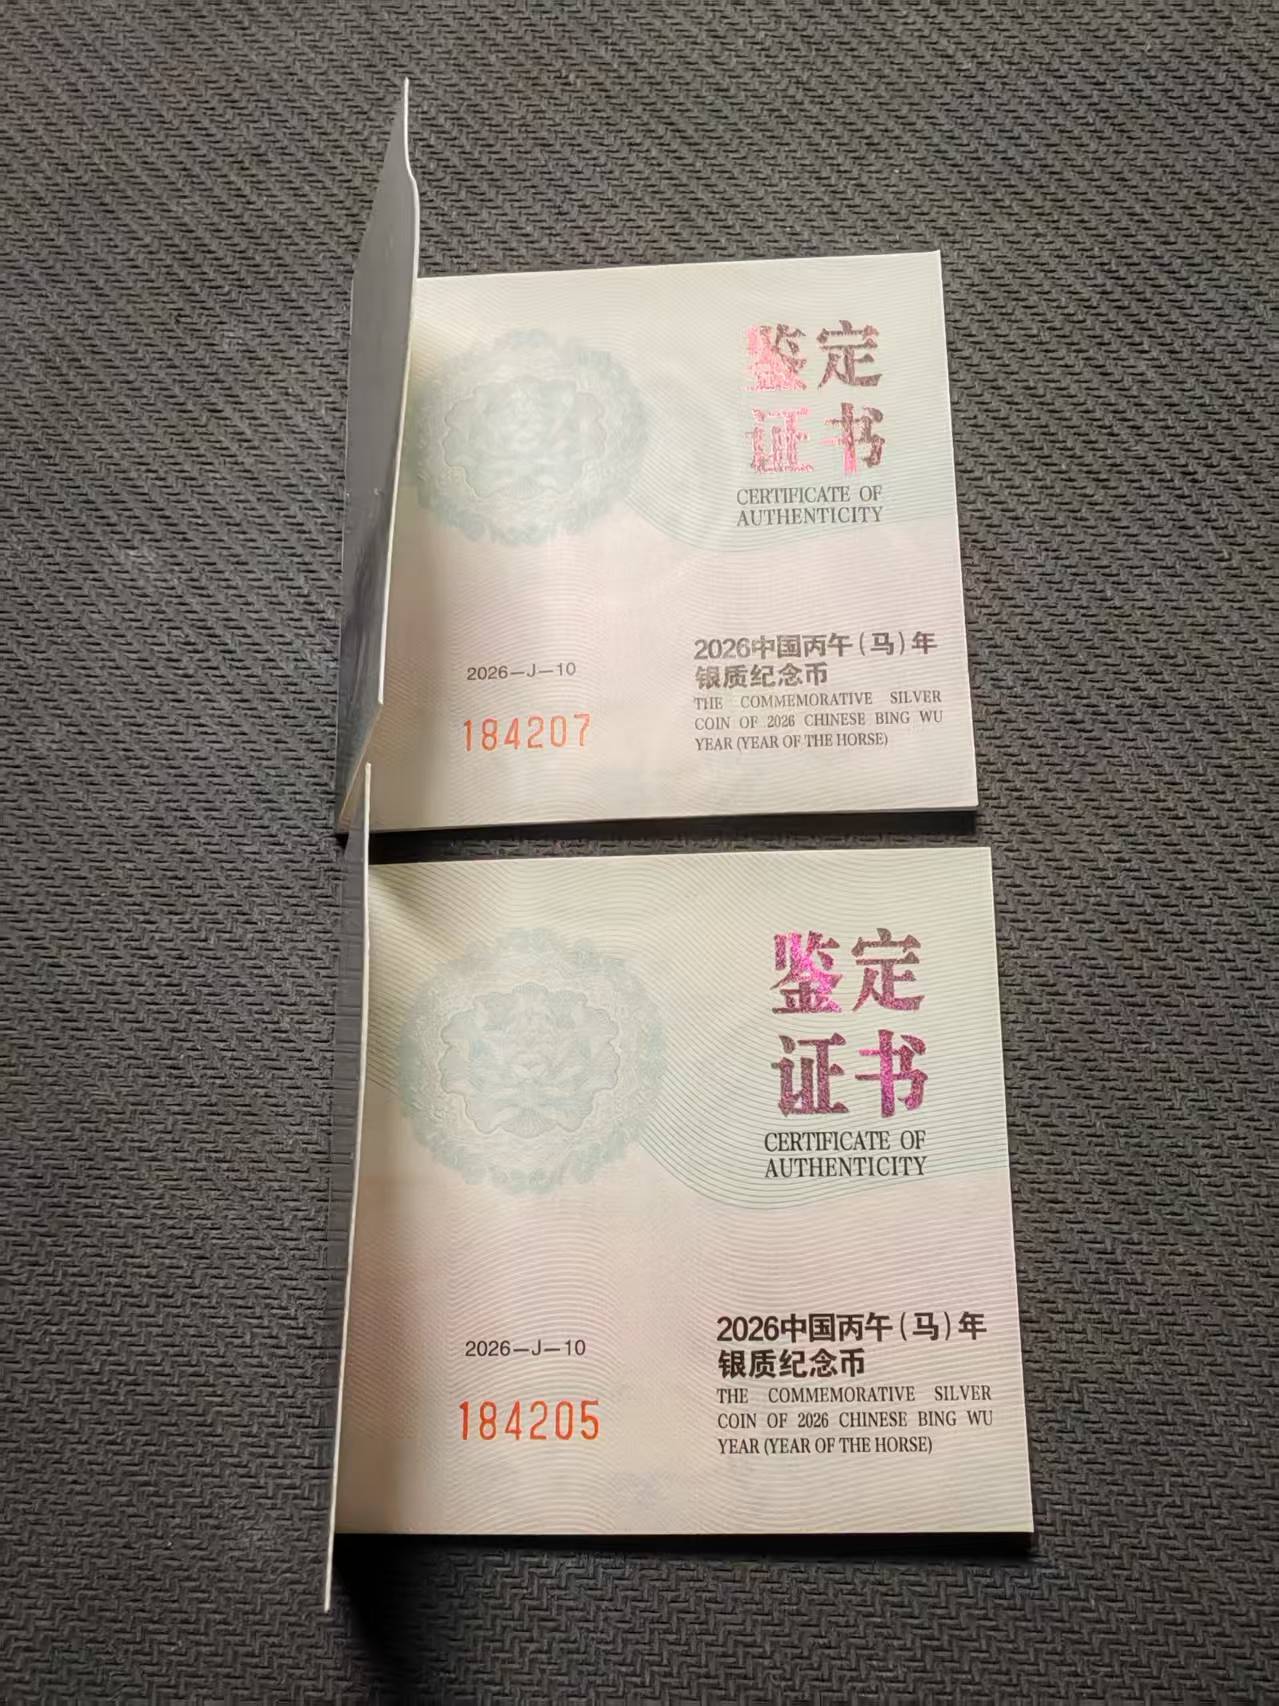 鉴定
证书
CERTIFICATE OF
AUTHENTICITY
2026中国丙午(马)年
银质纪念币
THE COMMEMORATIVE SILVER
COIN OF 2026 CHINESE BING WU
YEAR (YEAR OF THE HORSE)
2026-J-10
184207
鉴定
证书
CERTIFICATE OF
AUTHENTICITY
2026中国丙午(马)年
银质纪念币
THE COMMEMORATIVE SILVER
COIN OF 2026 CHINESE BING WU
YEAR (YEAR OF THE HORSE)
2026-J-10
184205